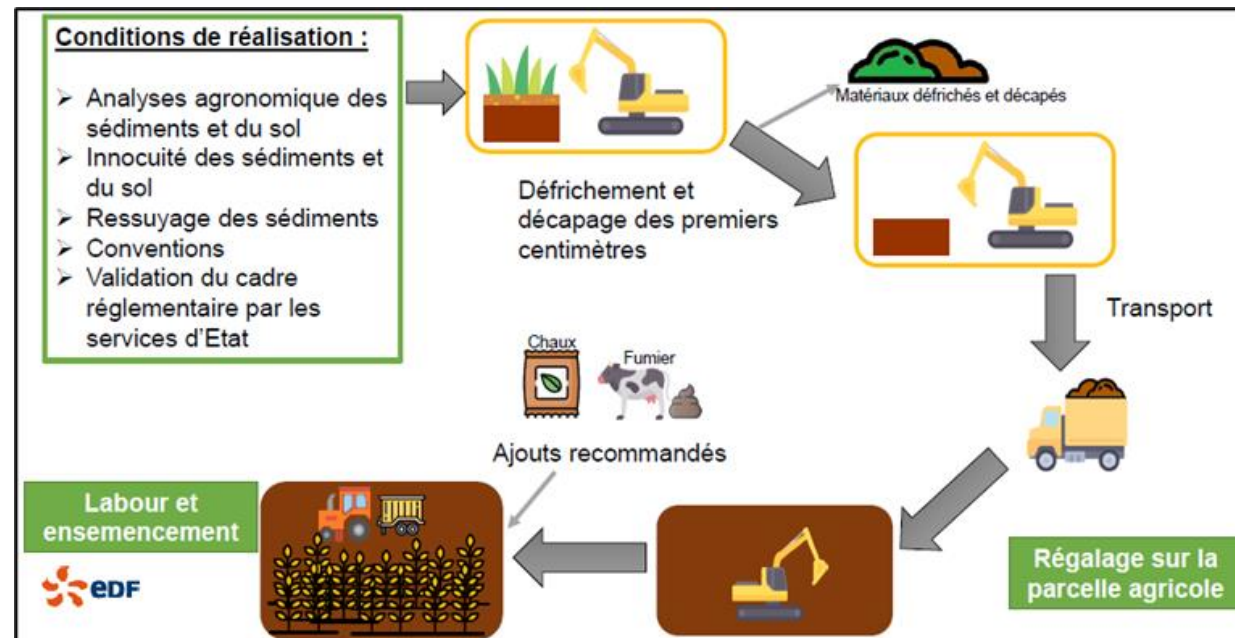 Conditions de réalisation :
➢ Analyses agronomique des
sédiments et du sol
➢ Innocuité des sédiments et
du sol
➢ Ressuyage des sédiments
➢ Conventions
➢ Validation du cadre
réglementaire par les
services d'Etat
Matériaux défrichés et décapés
Défrichement et
décapage des premiers
centimètres
Transport
Chaux
Fumier
Ajouts recommandés
Régalage sur la
parcelle agricole
Labour et
ensemencement
eDF